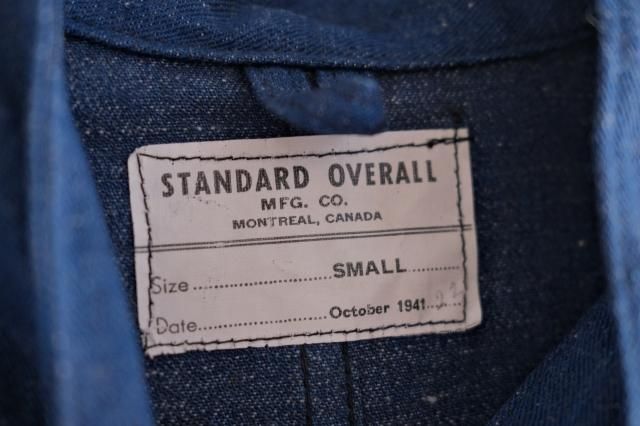 STANDARD OVERALL
MFG. CO.
MONTREAL, CANADA
Size ........................ SMALL ..........
Date ........................ October 1941 ......